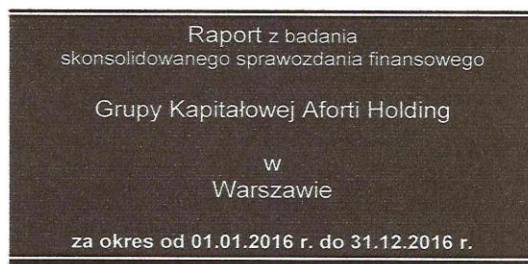 Raport z badania
skonsolidowanego sprawozdania finansowego
Grupy Kapitałowej Aforti Holding
w
Warszawie
za okres od 01.01.2016 r. do 31.12.2016 r.